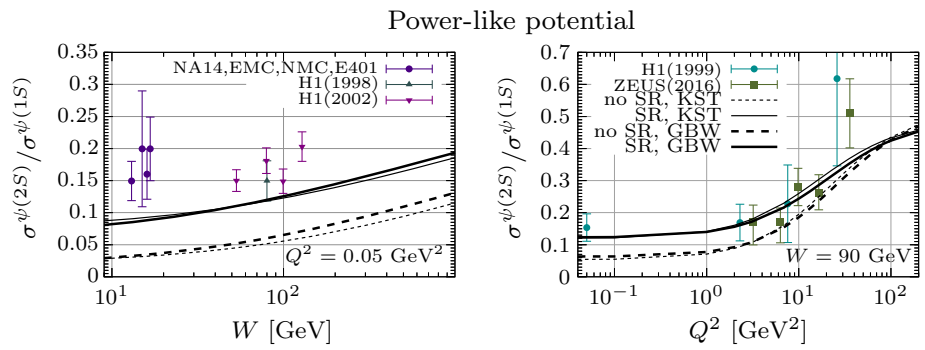 Power-like potential
σ^ψ(2S)/σ^ψ(1S)
0.35
0.3
0.25
0.2
0.15
0.1
0.05
0
NA14,EMC,NMC,E401
H1(1998)
H1(2002)
Q² = 0.05 GeV²
10¹
10²
W [GeV]
σ^ψ(2S)/σ^ψ(1S)
0.7
0.6
0.5
0.4
0.3
0.2
0.1
0
H1(1999)
ZEUS(2016)
no SR, KST
SR, KST
no SR, GBW
SR, GBW
W = 90 GeV
10⁻¹
10⁰
10¹
10²
Q² [GeV²]